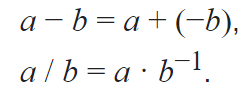 a − b = a + (−b),
a / b = a · b⁻¹.